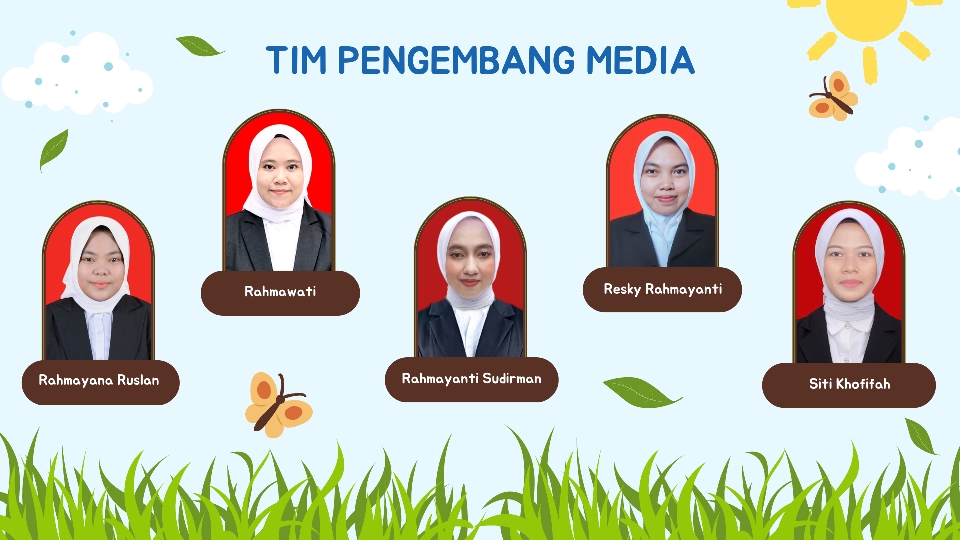 TIM PENGEMBANG MEDIA
Rahmayana Ruslan
Rahmawati
Rahmayanti Sudirman
Resky Rahmayanti
Siti Khofifah